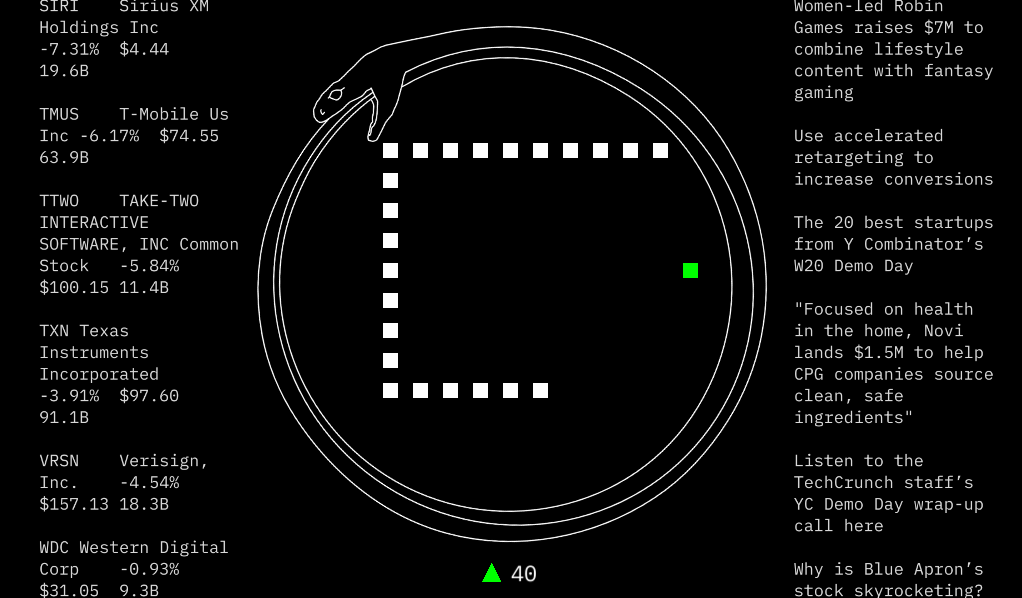 SIRI Sirius XM
Holdings Inc
-7.31% $4.44
19.6B
TMUS T-Mobile Us
Inc -6.17% $74.55
63.9B
TTWO TAKE-TWO
INTERACTIVE
SOFTWARE, INC Common
Stock -5.84%
$100.15 11.4B
TXN Texas
Instruments
Incorporated
-3.91% $97.60
91.1B
VRSN Verisign,
Inc. -4.54%
$157.13 18.3B
WDC Western Digital
Corp -0.93%
$31.05 9.3B
40
Women-led Robin
Games raises $7M to
combine lifestyle
content with fantasy
gaming
Use accelerated
retargeting to
increase conversions
The 20 best startups
from Y Combinator’s
W20 Demo Day
"Focused on health
in the home, Novi
lands $1.5M to help
CPG companies source
clean, safe
ingredients"
Listen to the
TechCrunch staff’s
YC Demo Day wrap-up
call here
Why is Blue Apron’s
stock skyrocketing?